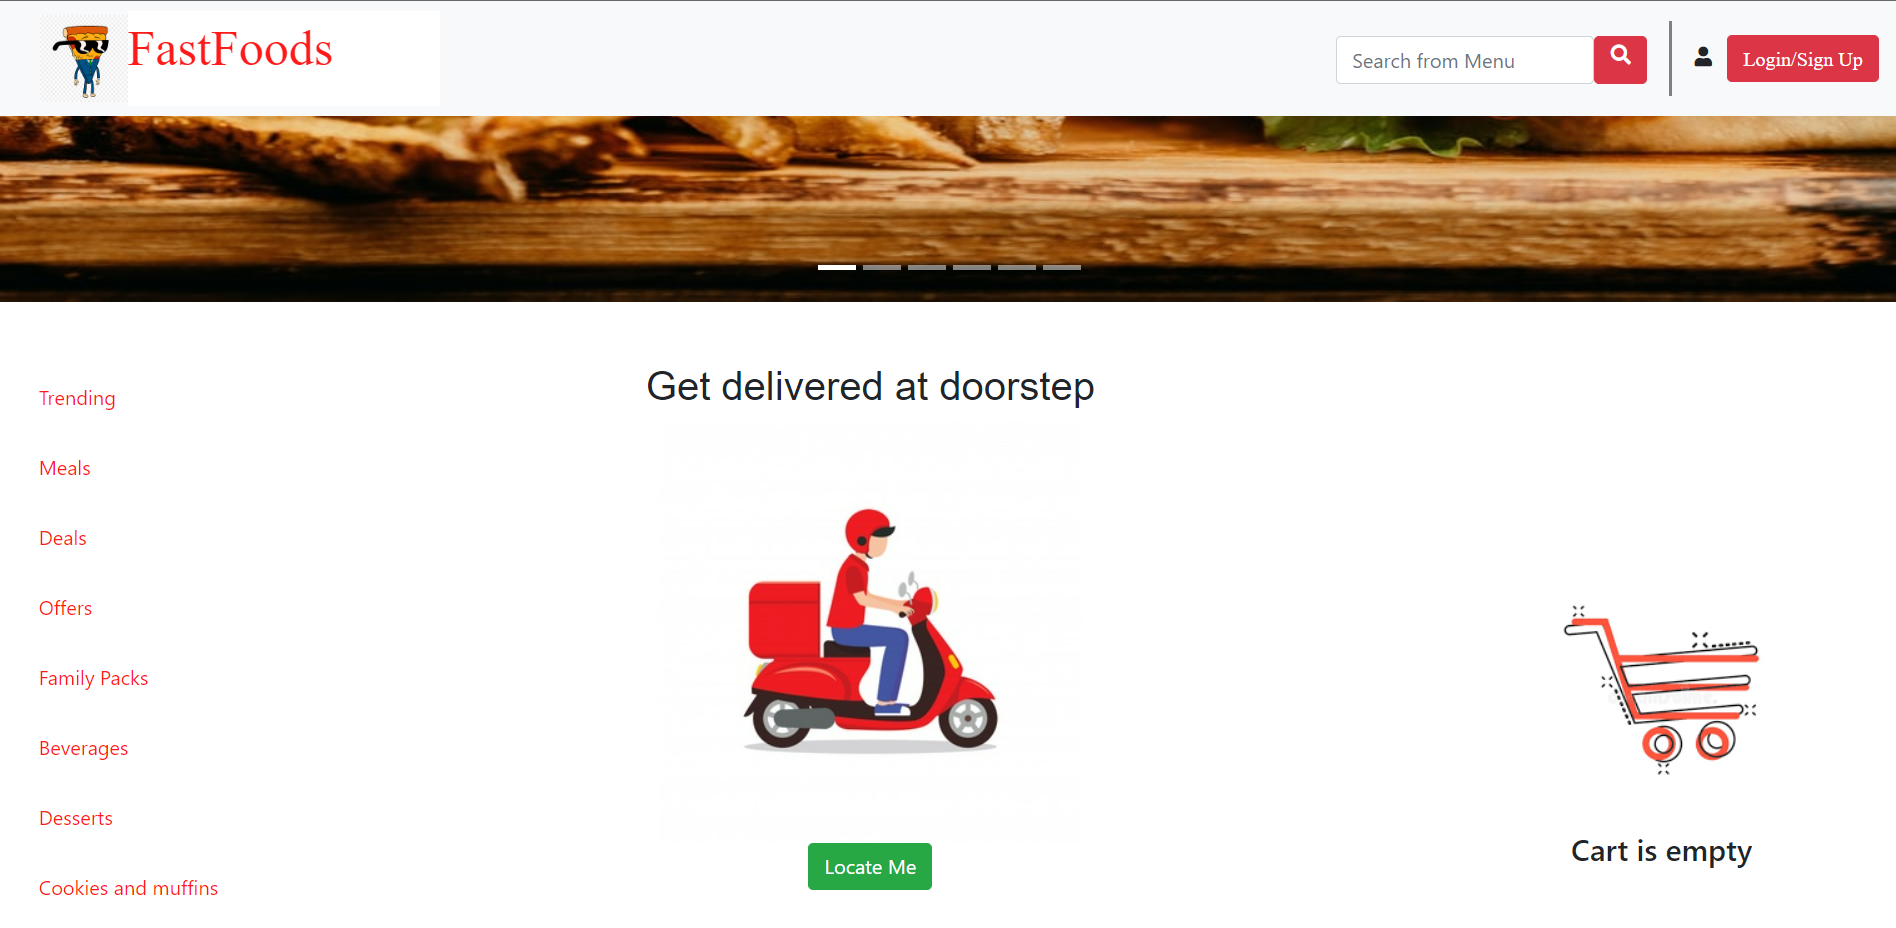 FastFoods
Search from Menu
Login/Sign Up
Get delivered at doorstep
Trending
Meals
Deals
Offers
Family Packs
Beverages
Desserts
Cookies and muffins
Locate Me
Cart is empty